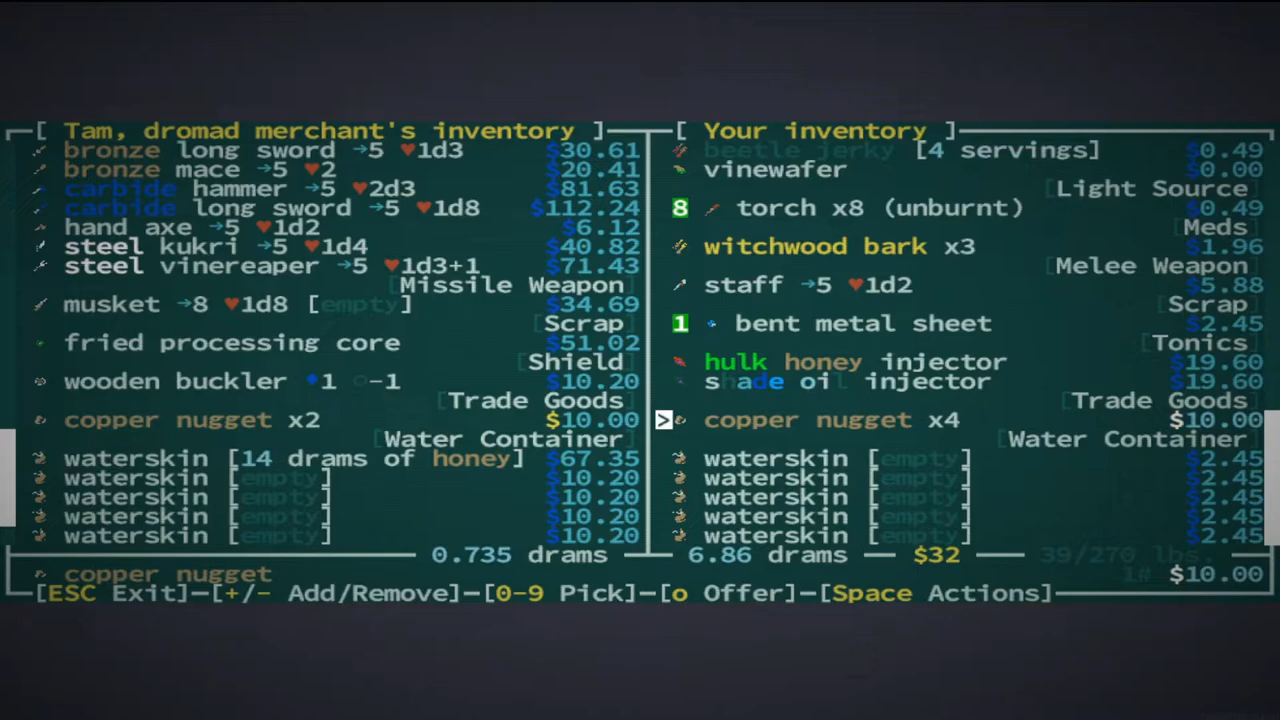 [ Tam, dromad merchant's inventory ]
bronze long sword →5 ♥1d3 $30.61
bronze mace →5 ♥2 $20.41
carbide hammer →5 ♥2d3 $81.63
carbide long sword →5 ♥1d8 $112.24
hand axe →5 ♥1d2 $6.12
steel kukri →5 ♥1d4 $40.82
steel vinereaper →5 ♥1d3+1 $71.43
[Missile Weapon]
musket →8 ♥1d8 [empty] $34.69
[Scrap]
fried processing core $51.02
[Shield]
wooden buckler ♦1 ○-1 $10.20
[Trade Goods]
copper nugget x2 $10.00
[Water Container]
waterskin [14 drams of honey] $67.35
waterskin [empty] $10.20
waterskin [empty] $10.20
waterskin [empty] $10.20
waterskin [empty] $10.20
0.735 drams
[ Your inventory ]
beetle jerky [4 servings] $0.49
vinewafer $0.00
[Light Source]
8 torch x8 (unburnt) $0.49
[Meds]
witchwood bark x3 $1.96
[Melee Weapon]
staff →5 ♥1d2 $5.88
[Scrap]
1 bent metal sheet $2.45
[Tonics]
hulk honey injector $19.60
shade oil injector $19.60
[Trade Goods]
> copper nugget x4 $10.00
[Water Container]
waterskin [empty] $2.45
waterskin [empty] $2.45
waterskin [empty] $2.45
waterskin [empty] $2.45
waterskin [empty] $2.45
6.86 drams — $32 — 39/270 lbs.
copper nugget 1# $10.00
[ESC Exit]-[+/- Add/Remove]-[0-9 Pick]-[o Offer]-[Space Actions]